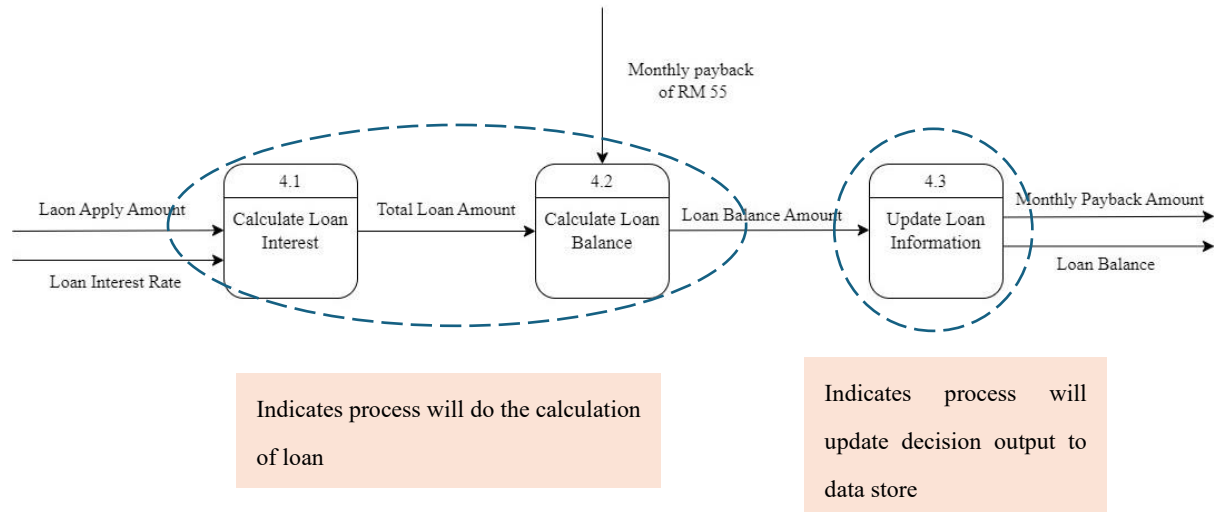 Monthly payback
of RM 55
4.1
Calculate Loan
Interest
4.2
Calculate Loan
Balance
4.3
Update Loan
Information
Laon Apply Amount
Loan Interest Rate
Total Loan Amount
Loan Balance Amount
Monthly Payback Amount
Loan Balance
Indicates process will do the calculation
of loan
Indicates process will
update decision output to
data store